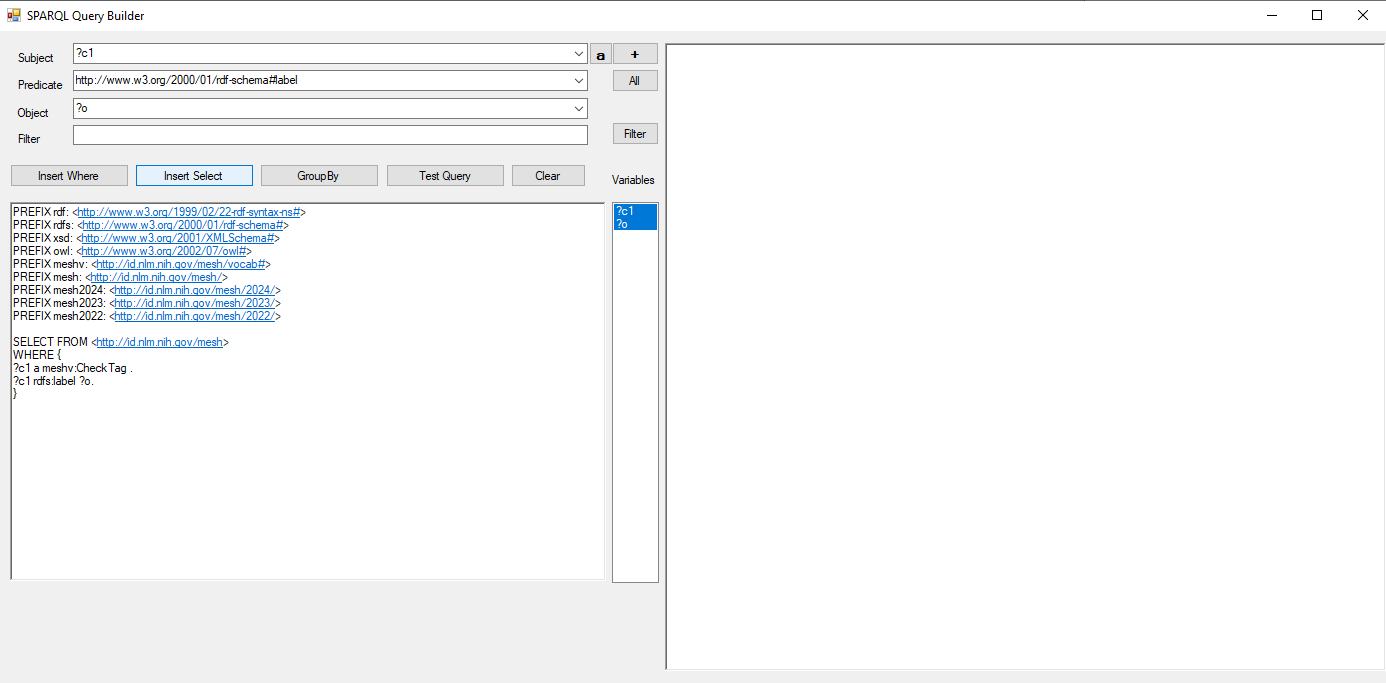 SPARQL Query Builder
Subject
?c1
a
+
Predicate
http://www.w3.org/2000/01/rdf-schema#label
All
Object
?o
Filter
Filter
Insert Where
Insert Select
GroupBy
Test Query
Clear
Variables
PREFIX rdf: <http://www.w3.org/1999/02/22-rdf-syntax-ns#>
PREFIX rdfs: <http://www.w3.org/2000/01/rdf-schema#>
PREFIX xsd: <http://www.w3.org/2001/XMLSchema#>
PREFIX owl: <http://www.w3.org/2002/07/owl#>
PREFIX meshv: <http://id.nlm.nih.gov/mesh/vocab#>
PREFIX mesh: <http://id.nlm.nih.gov/mesh/>
PREFIX mesh2024: <http://id.nlm.nih.gov/mesh/2024/>
PREFIX mesh2023: <http://id.nlm.nih.gov/mesh/2023/>
PREFIX mesh2022: <http://id.nlm.nih.gov/mesh/2022/>
SELECT FROM <http://id.nlm.nih.gov/mesh>
WHERE {
?c1 a meshv:CheckTag .
?c1 rdfs:label ?o.
}
?c1
?o